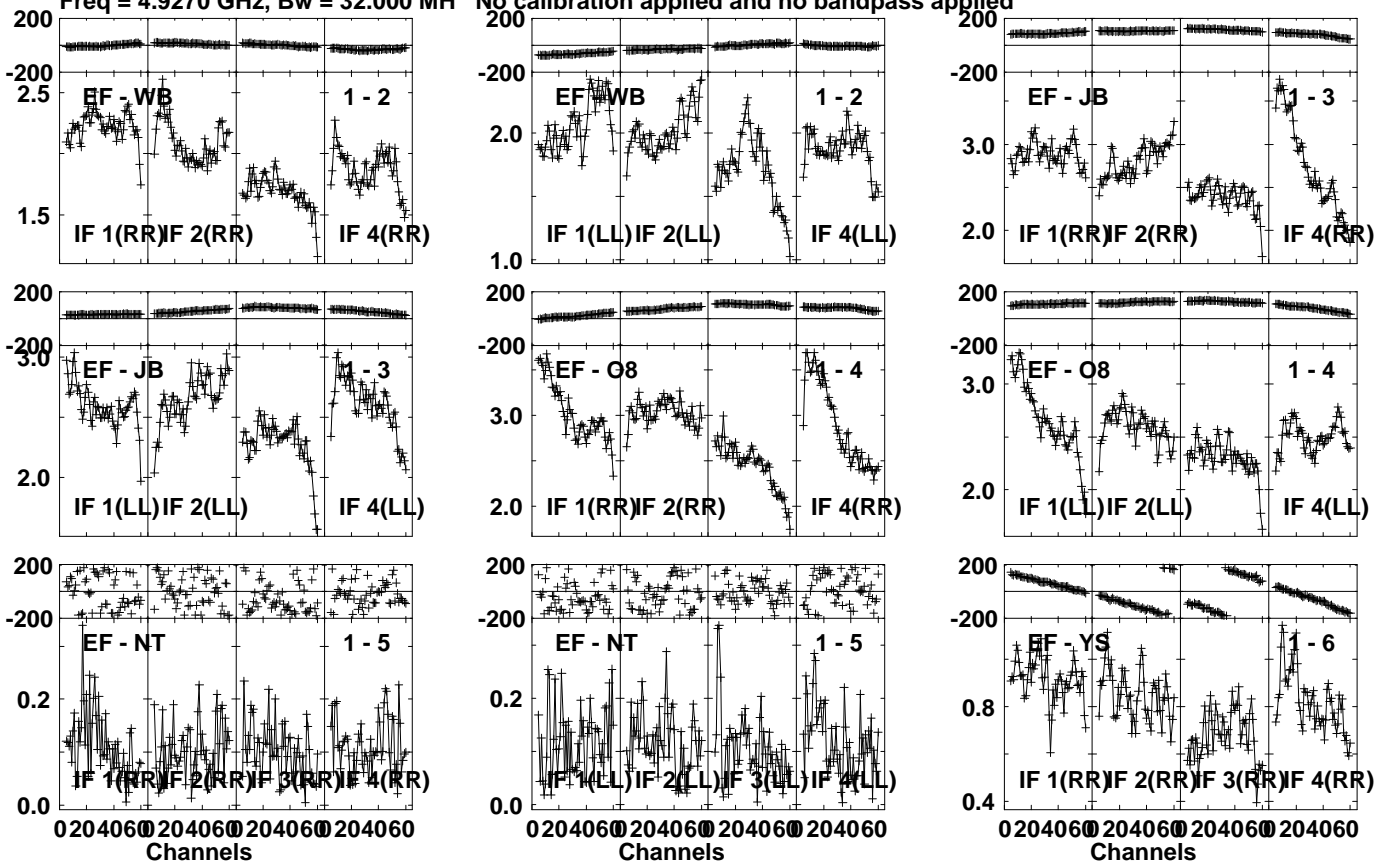 Freq = 4.9270 GHz, Bw = 32.000 MH No calibration applied and no bandpass applied
200
-200
2.5
1.5
EF - WB 1 - 2
IF 1(RR) IF 2(RR) IF 4(RR)
2.0
1.0
EF - WB 1 - 2
IF 1(LL) IF 2(LL) IF 4(LL)
200
-200
3.0
2.0
EF - JB 1 - 3
IF 1(RR) IF 2(RR) IF 4(RR)
200
-200
3.0
2.0
EF - JB 1 - 3
IF 1(LL) IF 2(LL) IF 4(LL)
3.0
2.0
EF - O8 1 - 4
IF 1(RR) IF 2(RR) IF 4(RR)
200
-200
3.0
2.0
EF - O8 1 - 4
IF 1(LL) IF 2(LL) IF 4(LL)
200
-200
0.2
0.0
EF - NT 1 - 5
IF 1(RR) IF 2(RR) IF 3(RR) IF 4(RR)
0 20 40 60 0 20 40 60 0 20 40 60 0 20 40 60
Channels
0.2
0.0
EF - NT 1 - 5
IF 1(LL) IF 2(LL) IF 3(LL) IF 4(LL)
0 20 40 60 0 20 40 60 0 20 40 60 0 20 40 60
Channels
200
-200
0.8
0.4
EF - YS 1 - 6
IF 1(RR) IF 2(RR) IF 3(RR) IF 4(RR)
0 20 40 60 0 20 40 60 0 20 40 60 0 20 40 60
Channels